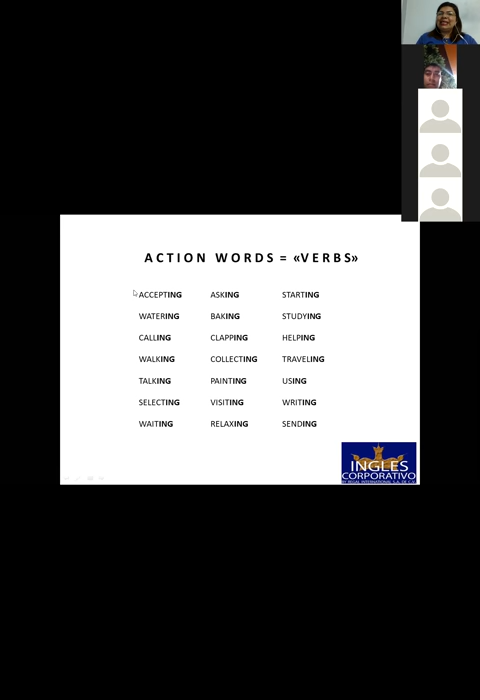 ACTION WORDS = «VERBS»
ACCEPTING ASKING STARTING
WATERING BAKING STUDYING
CALLING CLAPPING HELPING
WALKING COLLECTING TRAVELING
TALKING PAINTING USING
SELECTING VISITING WRITING
WAITING RELAXING SENDING
INGLES
CORPORATIVO